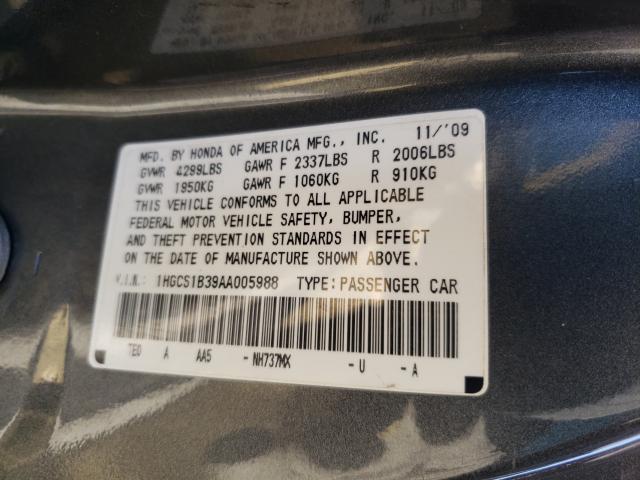 MFD. BY HONDA OF AMERICA MFG., INC. 11/'09
GVWR 4299LBS GAWR F 2337LBS R 2006LBS
GVWR 1950KG GAWR F 1060KG R 910KG
THIS VEHICLE CONFORMS TO ALL APPLICABLE
FEDERAL MOTOR VEHICLE SAFETY, BUMPER,
AND THEFT PREVENTION STANDARDS IN EFFECT
ON THE DATE OF MANUFACTURE SHOWN ABOVE.
V.I.N.: 1HGCS1B39AA005988 TYPE: PASSENGER CAR
TE0 A AA5 - NH737MX - U - A